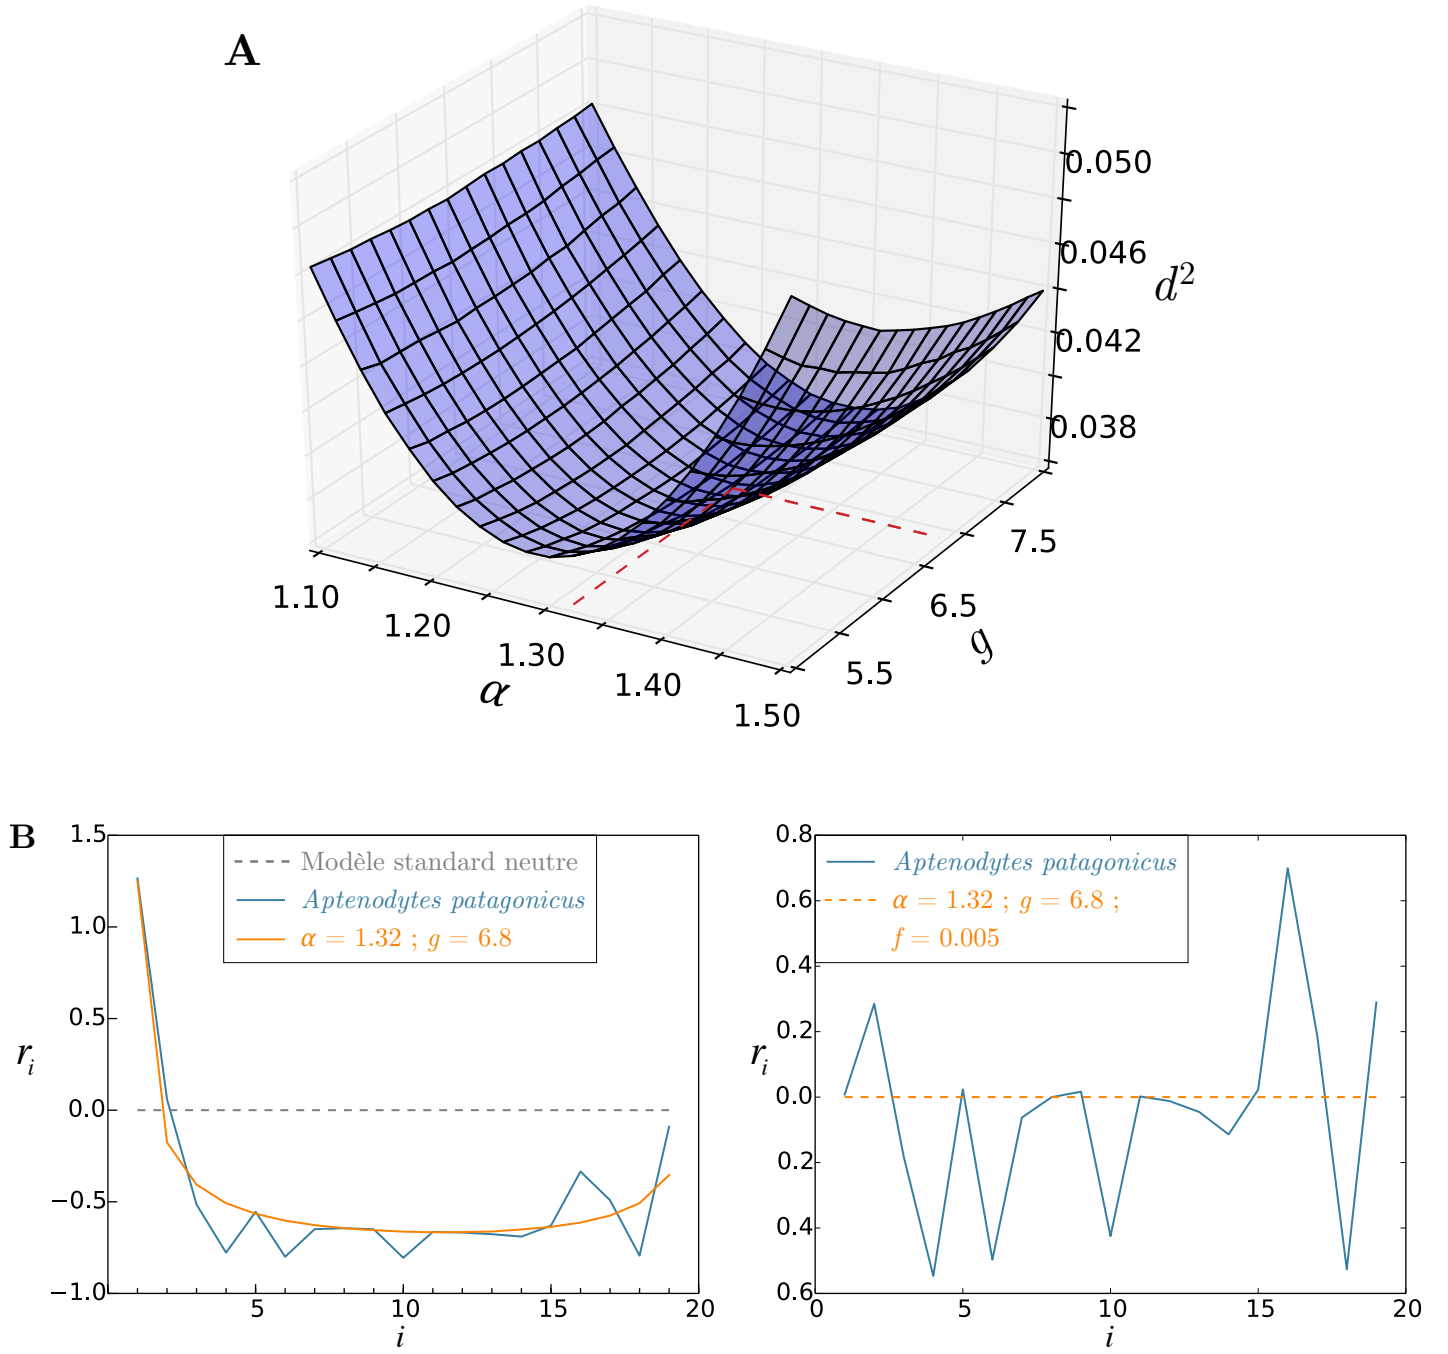 A
0.050
0.046
d²
0.042
0.038
7.5
6.5
g
5.5
1.10
1.20
1.30
α
1.40
1.50
B
1.5
1.0
0.5
r_i
0.0
−0.5
−1.0
5
10
15
20
i
Modèle standard neutre
Aptenodytes patagonicus
α = 1.32 ; g = 6.8
0.8
0.6
0.4
0.2
r_i
0.0
0.2
0.4
0.6
0
5
10
15
20
i
Aptenodytes patagonicus
α = 1.32 ; g = 6.8 ;
f = 0.005